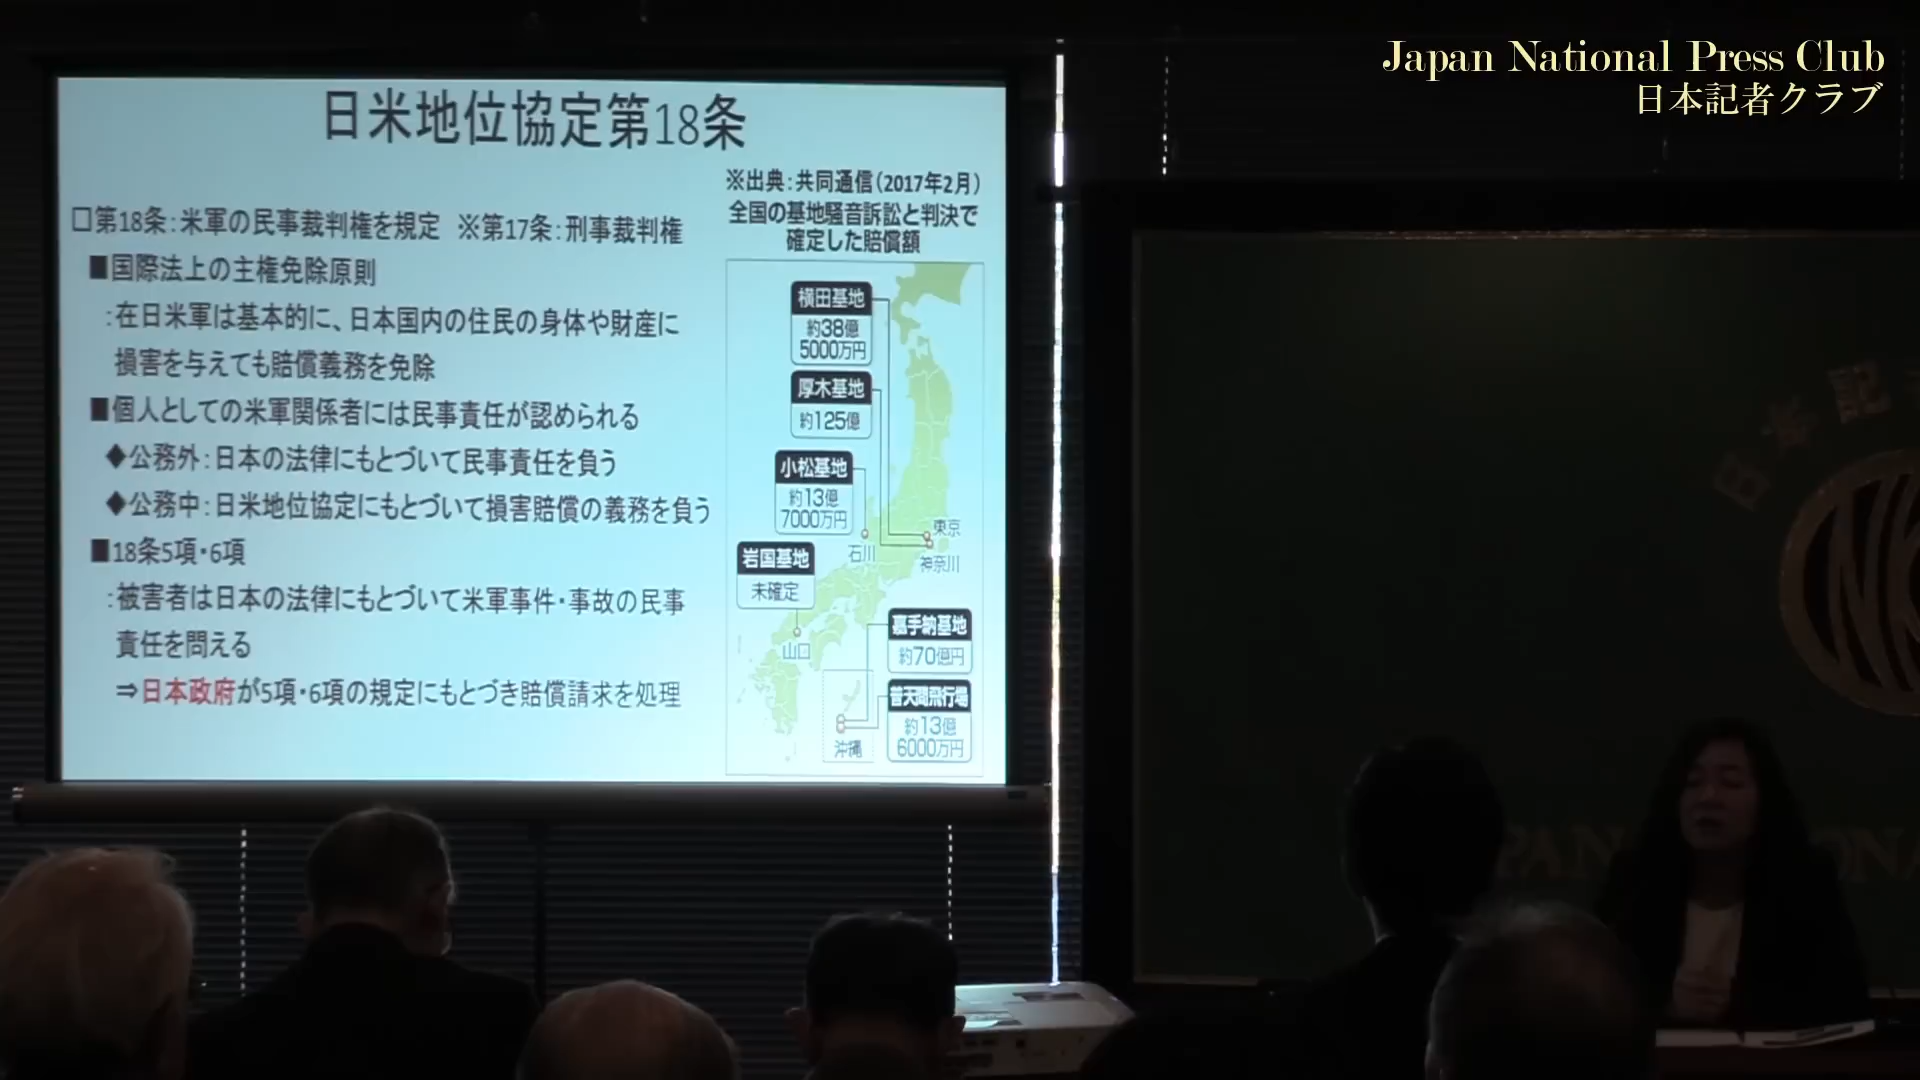 Japan National Press Club
日本記者クラブ
日米地位協定第18条
□第18条：米軍の民事裁判権を規定 ※第17条：刑事裁判権
■国際法上の主権免除原則
：在日米軍は基本的に、日本国内の住民の身体や財産に
損害を与えても賠償義務を免除
■個人としての米軍関係者には民事責任が認められる
◆公務外：日本の法律にもとづいて民事責任を負う
◆公務中：日米地位協定にもとづいて損害賠償の義務を負う
■18条5項・6項
：被害者は日本の法律にもとづいて米軍事件・事故の民事
責任を問える
⇒日本政府が5項・6項の規定にもとづき賠償請求を処理
※出典：共同通信（2017年2月）
全国の基地騒音訴訟と判決で
確定した賠償額
横田基地
約38億
5000万円
厚木基地
約125億
小松基地
約13億
7000万円
東京
石川
神奈川
岩国基地
未確定
山口
嘉手納基地
約70億円
普天間飛行場
約13億
6000万円
沖縄
日本記